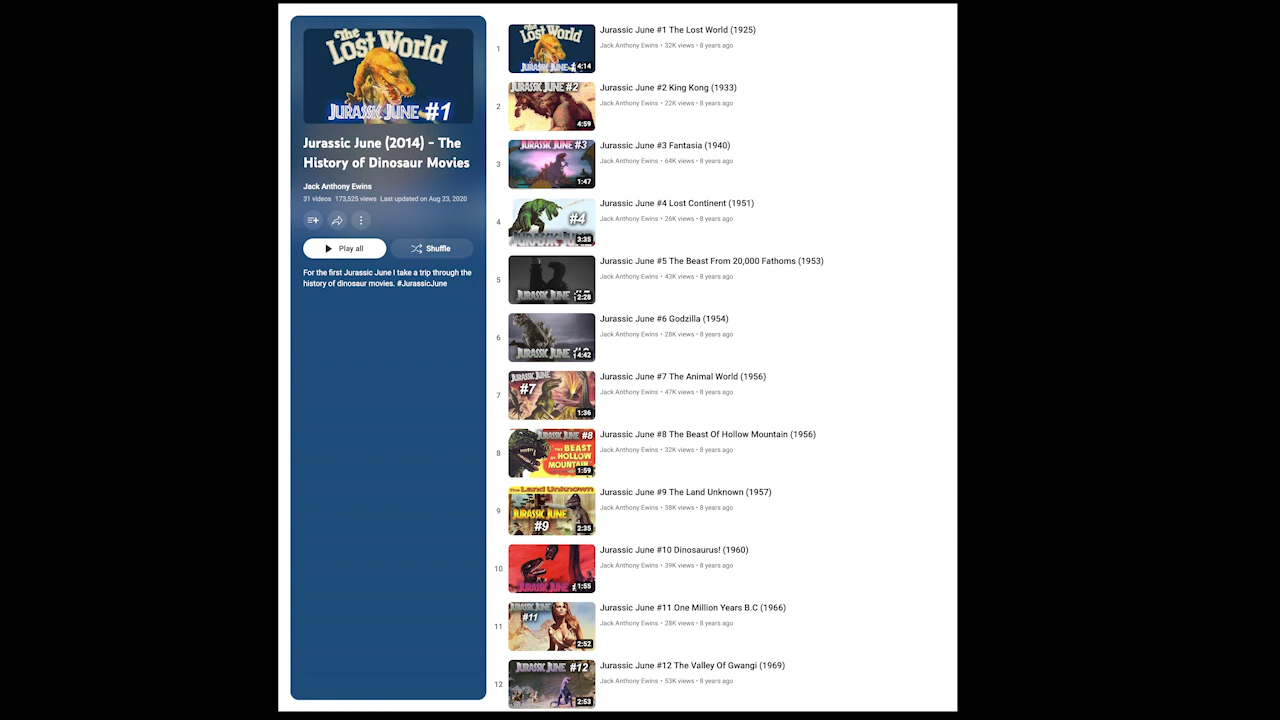 The
Lost World
JURASSIC JUNE #1
Jurassic June (2014) - The
History of Dinosaur Movies
Jack Anthony Ewins
31 videos 173,525 views Last updated on Aug 23, 2020
Play all
Shuffle
For the first Jurassic June I take a trip through the
history of dinosaur movies. #JurassicJune
1
The
Lost World
JURASSIC JUNE
4:14
Jurassic June #1 The Lost World (1925)
Jack Anthony Ewins • 32K views • 8 years ago
2
JURASSIC JUNE #2
4:59
Jurassic June #2 King Kong (1933)
Jack Anthony Ewins • 22K views • 8 years ago
3
JURASSIC JUNE #3
1:47
Jurassic June #3 Fantasia (1940)
Jack Anthony Ewins • 64K views • 8 years ago
4
#4
JURASSIC JUNE
3:35
Jurassic June #4 Lost Continent (1951)
Jack Anthony Ewins • 26K views • 8 years ago
5
JURASSIC JUNE
2:28
Jurassic June #5 The Beast From 20,000 Fathoms (1953)
Jack Anthony Ewins • 43K views • 8 years ago
6
JURASSIC JUNE
4:42
Jurassic June #6 Godzilla (1954)
Jack Anthony Ewins • 28K views • 8 years ago
7
JURASSIC JUNE
#7
1:36
Jurassic June #7 The Animal World (1956)
Jack Anthony Ewins • 47K views • 8 years ago
8
JURASSIC JUNE #8
THE BEAST
OF HOLLOW
MOUNTAIN
1:59
Jurassic June #8 The Beast Of Hollow Mountain (1956)
Jack Anthony Ewins • 32K views • 8 years ago
9
The Land Unknown
JURASSIC JUNE
#9
2:35
Jurassic June #9 The Land Unknown (1957)
Jack Anthony Ewins • 38K views • 8 years ago
10
JURASSIC JUNE
1:55
Jurassic June #10 Dinosaurus! (1960)
Jack Anthony Ewins • 39K views • 8 years ago
11
JURASSIC JUNE
#11
2:52
Jurassic June #11 One Million Years B.C (1966)
Jack Anthony Ewins • 28K views • 8 years ago
12
JURASSIC JUNE #12
2:53
Jurassic June #12 The Valley Of Gwangi (1969)
Jack Anthony Ewins • 53K views • 8 years ago